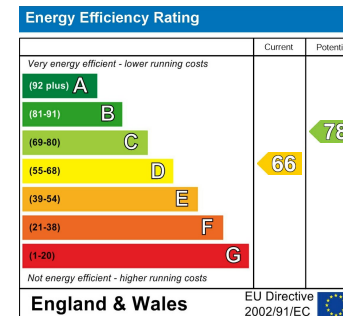 Energy Efficiency Rating
Current Potenti
Very energy efficient - lower running costs
(92 plus) A
(81-91) B
(69-80) C
78
(55-68) D
66
(39-54) E
(21-38) F
(1-20) G
Not energy efficient - higher running costs
England & Wales
EU Directive
2002/91/EC